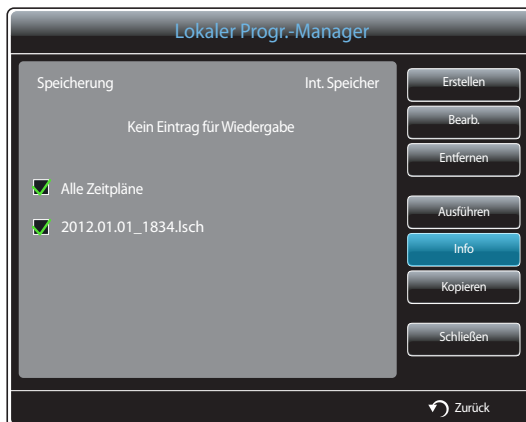 Lokaler Progr.-Manager
Speicherung Int. Speicher
Kein Eintrag für Wiedergabe
Alle Zeitpläne
2012.01.01_1834.lsch
Erstellen
Bearb.
Entfernen
Ausführen
Info
Kopieren
Schließen
Zurück